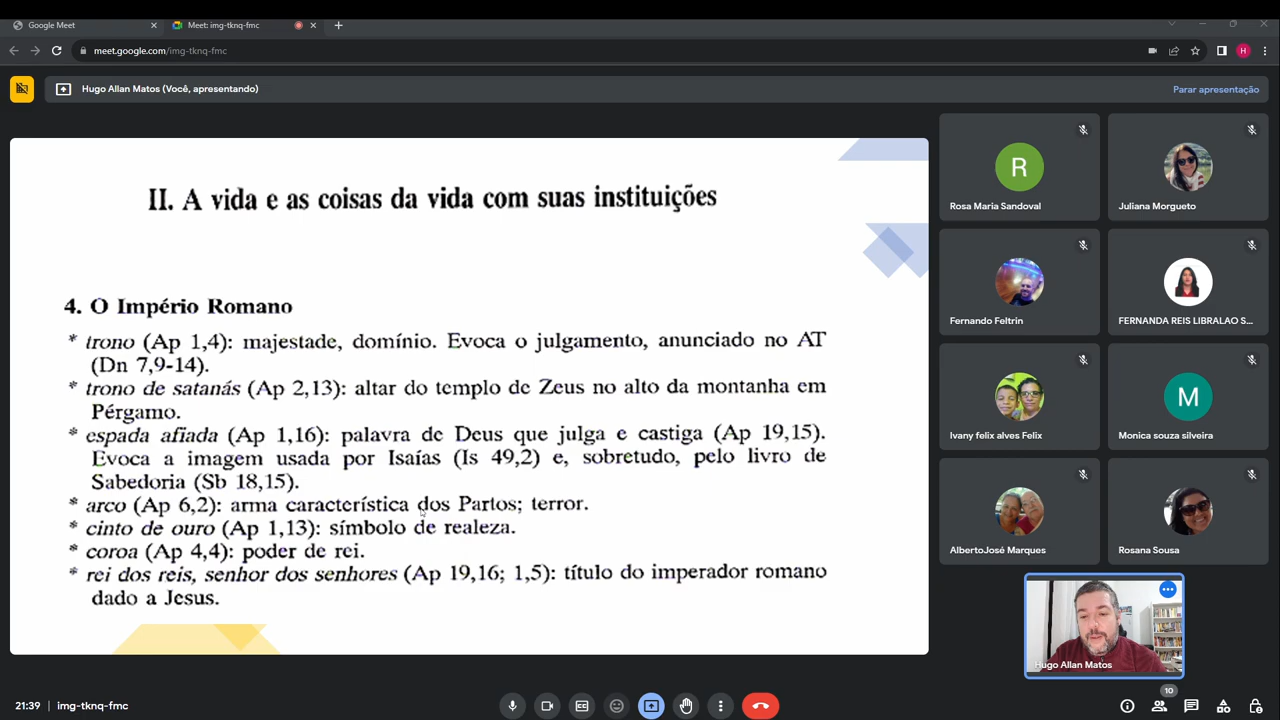 Google Meet
Meet: img-tknq-fmc
meet.google.com/img-tknq-fmc
H
Hugo Allan Matos (Você, apresentando)
Parar apresentação
II. A vida e as coisas da vida com suas instituições
4. O Império Romano
* trono (Ap 1,4): majestade, domínio. Evoca o julgamento, anunciado no AT
(Dn 7,9-14).
* trono de satanás (Ap 2,13): altar do templo de Zeus no alto da montanha em
Pérgamo.
* espada afiada (Ap 1,16): palavra de Deus que julga e castiga (Ap 19,15).
Evoca a imagem usada por Isaías (Is 49,2) e, sobretudo, pelo livro de
Sabedoria (Sb 18,15).
* arco (Ap 6,2): arma característica dos Partos; terror.
* cinto de ouro (Ap 1,13): símbolo de realeza.
* coroa (Ap 4,4): poder de rei.
* rei dos reis, senhor dos senhores (Ap 19,16; 1,5): título do imperador romano
dado a Jesus.
R
Rosa Maria Sandoval
Juliana Morgueto
Fernando Feltrin
FERNANDA REIS LIBRALAO S...
Ivany felix alves Felix
M
Monica souza silveira
AlbertoJosé Marques
Rosana Sousa
Hugo Allan Matos
21:39
img-tknq-fmc
10